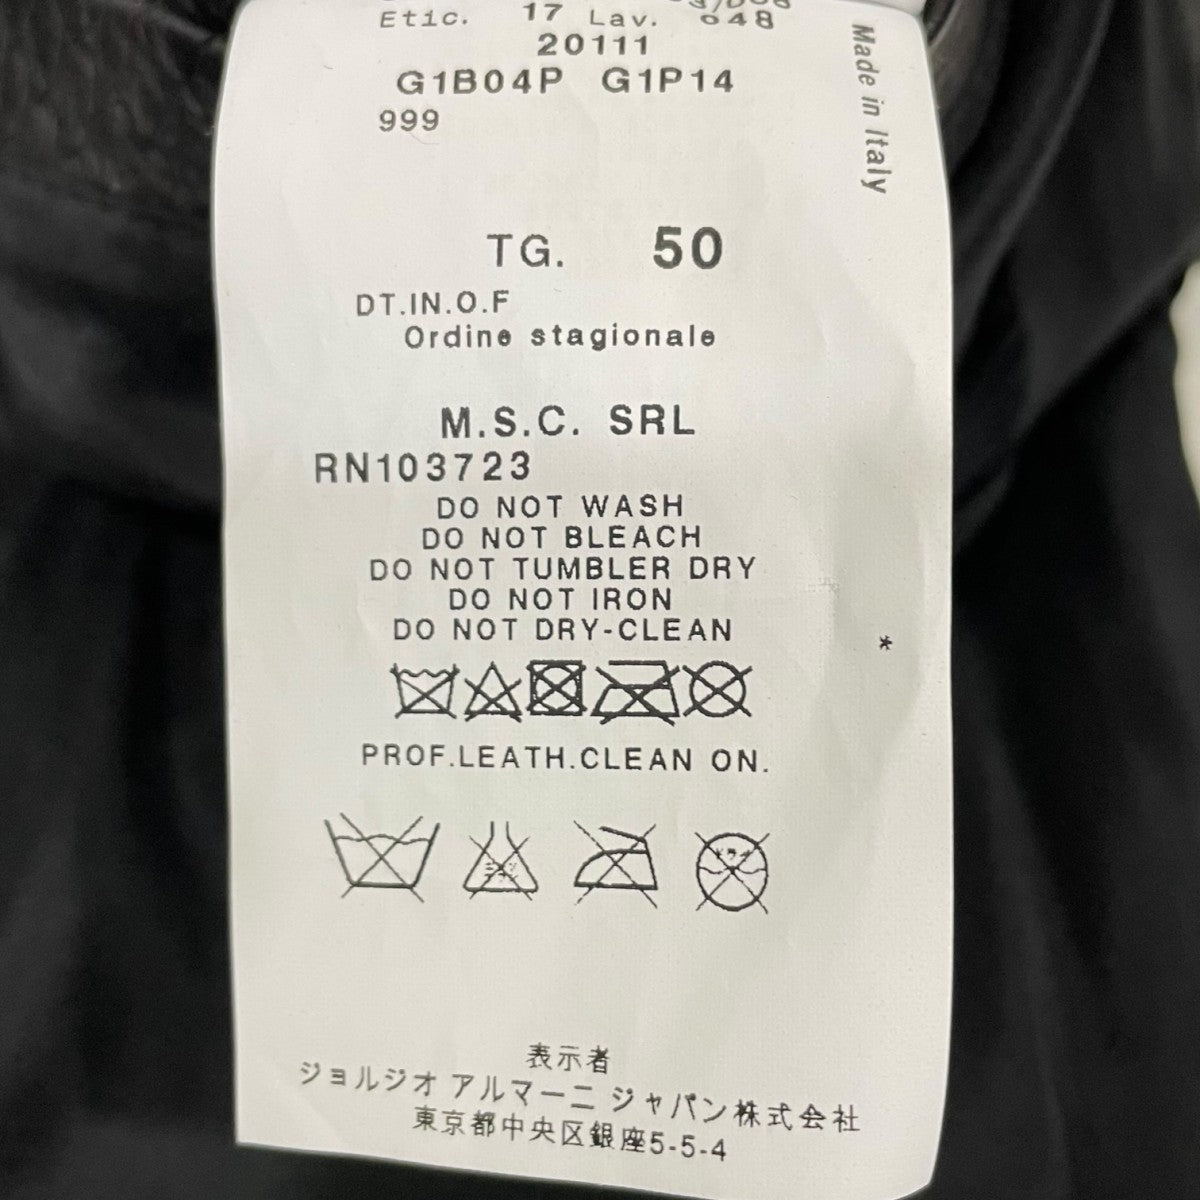 Etic. 17 Lav. 048
20111
G1B04P G1P14
999
Made in Italy
TG. 50
DT.IN.O.F
Ordine stagionale
M.S.C. SRL
RN103723
DO NOT WASH
DO NOT BLEACH
DO NOT TUMBLER DRY
DO NOT IRON
DO NOT DRY-CLEAN
*
PROF.LEATH.CLEAN ON.
ドライ
表示者
ジョルジオ アルマーニ ジャパン株式会社
東京都中央区銀座5-5-4